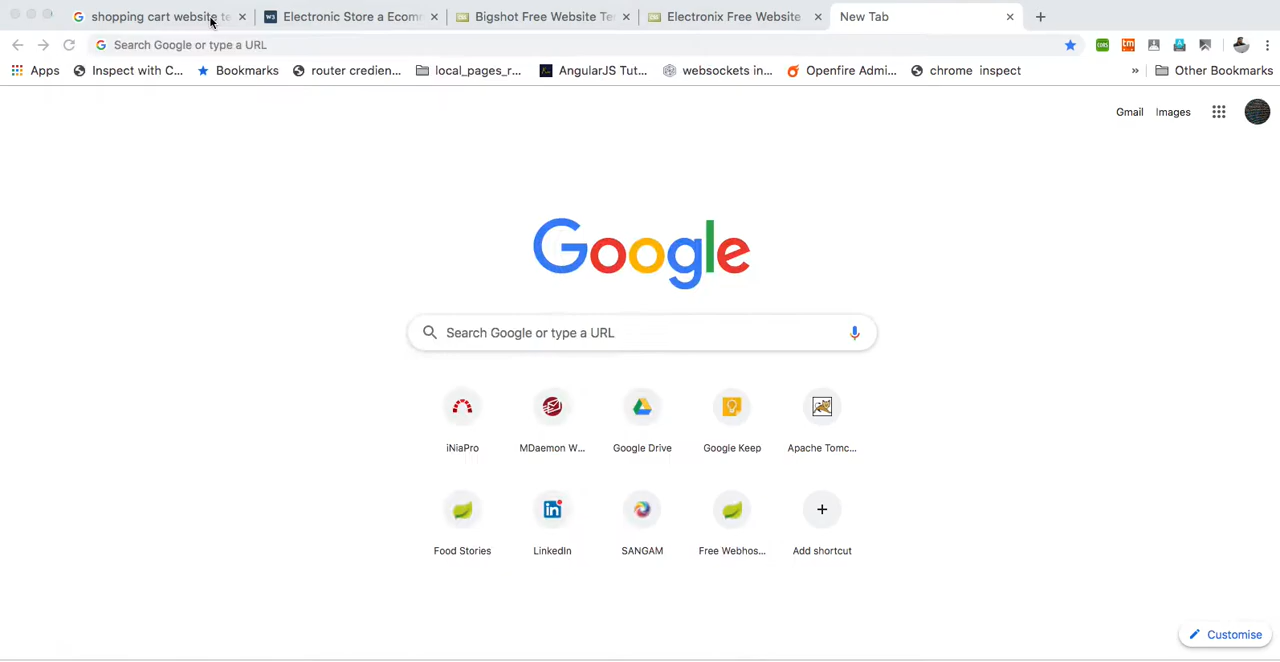 shopping cart website te
Electronic Store a Ecomm
Bigshot Free Website Te
Electronix Free Website
New Tab
Search Google or type a URL
Apps
Inspect with C...
Bookmarks
router credien...
local_pages_r...
AngularJS Tut...
websockets in...
Openfire Admi...
chrome inspect
»
Other Bookmarks
Gmail
Images
Google
Search Google or type a URL
iNiaPro
MDaemon W...
Google Drive
Google Keep
Apache Tomc...
Food Stories
LinkedIn
SANGAM
Free Webhos...
Add shortcut
Customise